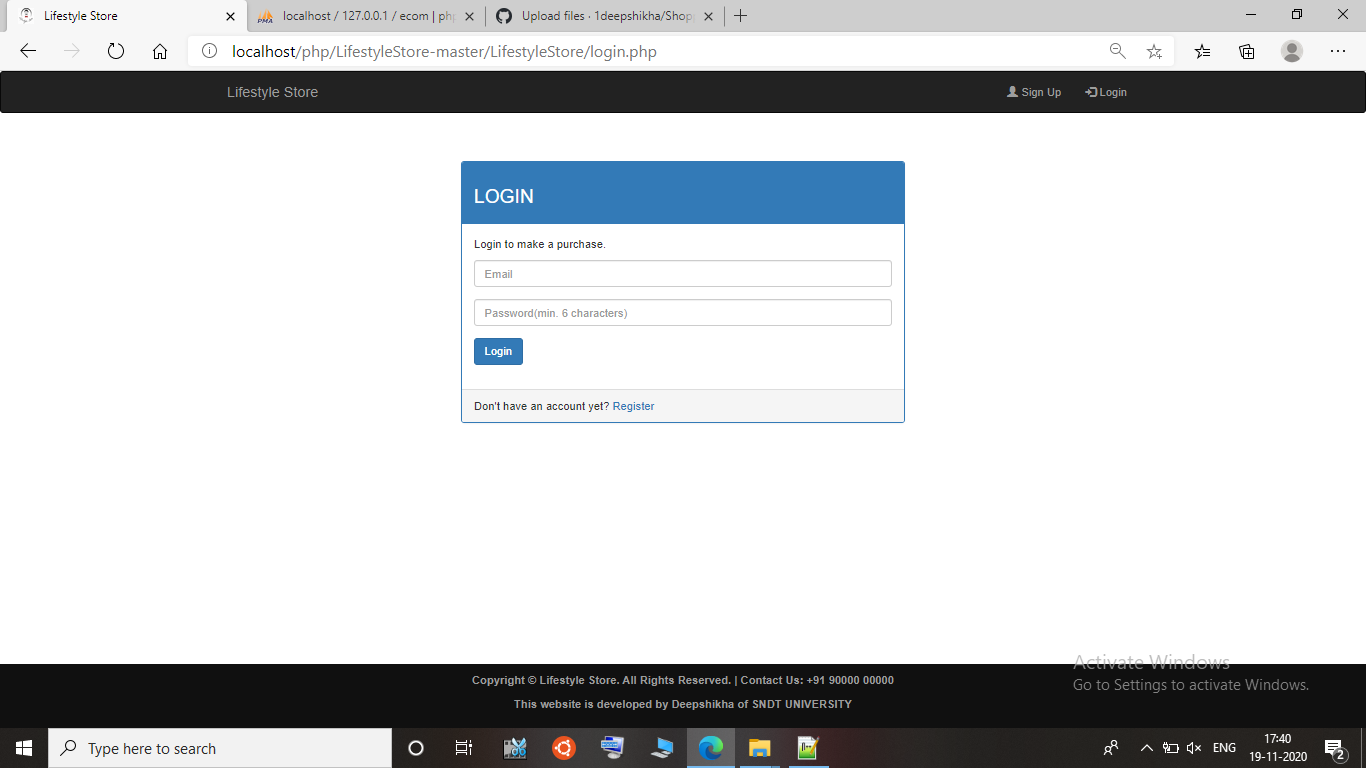 Lifestyle Store
localhost / 127.0.0.1 / ecom | php
Upload files · 1deepshikha/Shop
localhost/php/LifestyleStore-master/LifestyleStore/login.php
Lifestyle Store
Sign Up
Login
LOGIN
Login to make a purchase.
Email
Password(min. 6 characters)
Login
Don't have an account yet? Register
Activate Windows
Go to Settings to activate Windows.
Copyright © Lifestyle Store. All Rights Reserved. | Contact Us: +91 90000 00000
This website is developed by Deepshikha of SNDT UNIVERSITY
Type here to search
ENG
17:40
19-11-2020
2